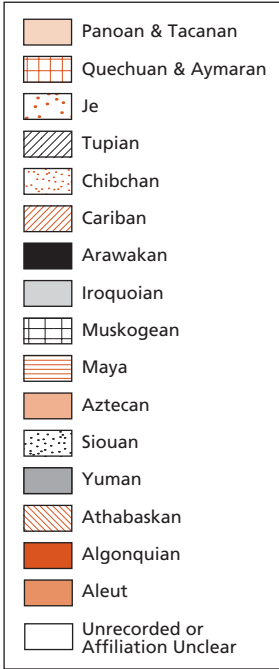 Panoan & Tacanan
Quechuan & Aymaran
Je
Tupian
Chibchan
Cariban
Arawakan
Iroquoian
Muskogean
Maya
Aztecan
Siouan
Yuman
Athabaskan
Algonquian
Aleut
Unrecorded or
Affiliation Unclear